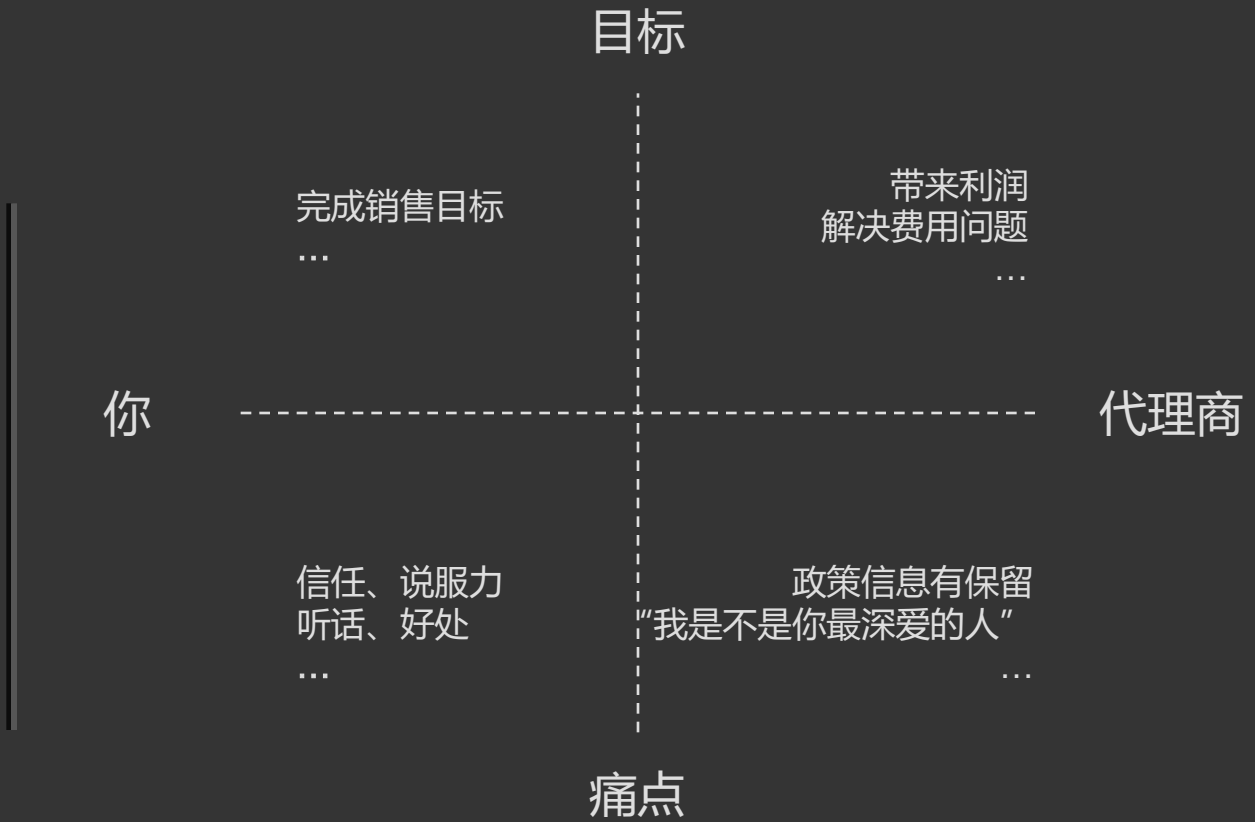 目标
完成销售目标
…
带来利润
解决费用问题
…
你
代理商
信任、说服力
听话、好处
…
政策信息有保留
“我是不是你最深爱的人”
…
痛点